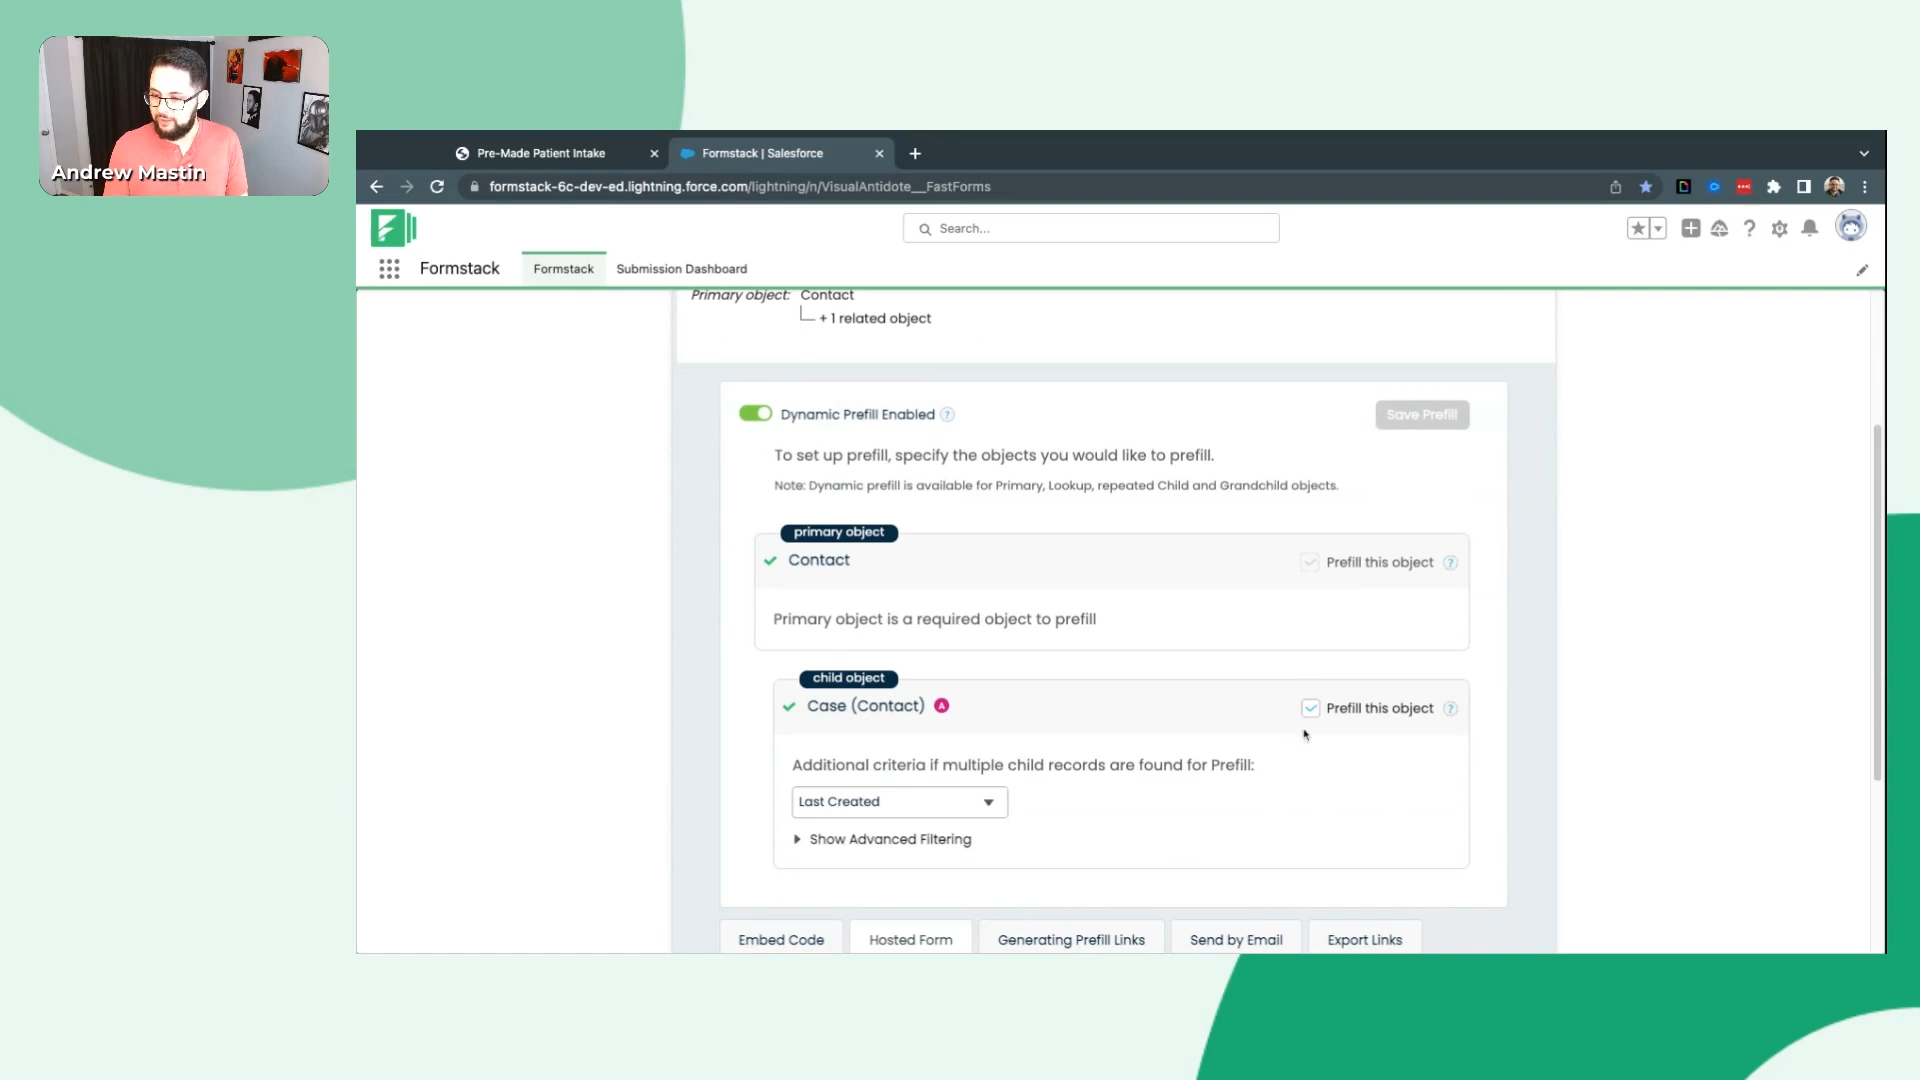 Andrew Mastin
Pre-Made Patient Intake
Formstack | Salesforce
formstack-6c-dev-ed.lightning.force.com/lightning/n/VisualAntidote__FastForms
Search...
Formstack
Formstack
Submission Dashboard
Primary object: Contact
+ 1 related object
Dynamic Prefill Enabled ?
Save Prefill
To set up prefill, specify the objects you would like to prefill.
Note: Dynamic prefill is available for Primary, Lookup, repeated Child and Grandchild objects.
primary object
Contact
Prefill this object ?
Primary object is a required object to prefill
child object
Case (Contact) A
Prefill this object ?
Additional criteria if multiple child records are found for Prefill:
Last Created
Show Advanced Filtering
Embed Code
Hosted Form
Generating Prefill Links
Send by Email
Export Links